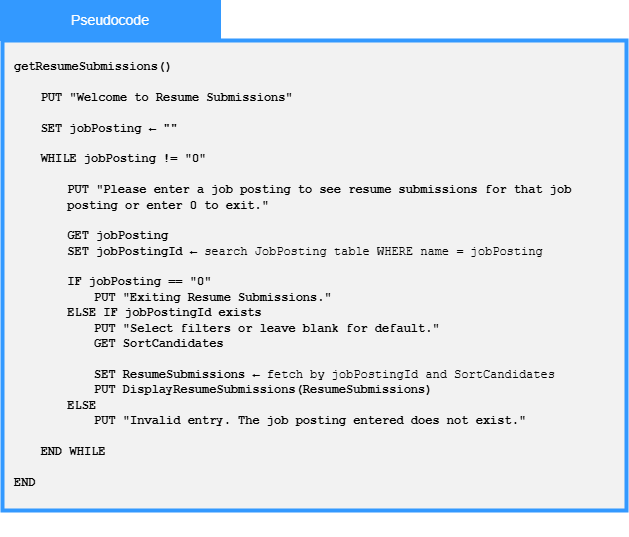 Pseudocode
getResumeSubmissions()
PUT "Welcome to Resume Submissions"
SET jobPosting ← ""
WHILE jobPosting != "0"
PUT "Please enter a job posting to see resume submissions for that job
posting or enter 0 to exit."
GET jobPosting
SET jobPostingId ← search JobPosting table WHERE name = jobPosting
IF jobPosting == "0"
PUT "Exiting Resume Submissions."
ELSE IF jobPostingId exists
PUT "Select filters or leave blank for default."
GET SortCandidates
SET ResumeSubmissions ← fetch by jobPostingId and SortCandidates
PUT DisplayResumeSubmissions(ResumeSubmissions)
ELSE
PUT "Invalid entry. The job posting entered does not exist."
END WHILE
END